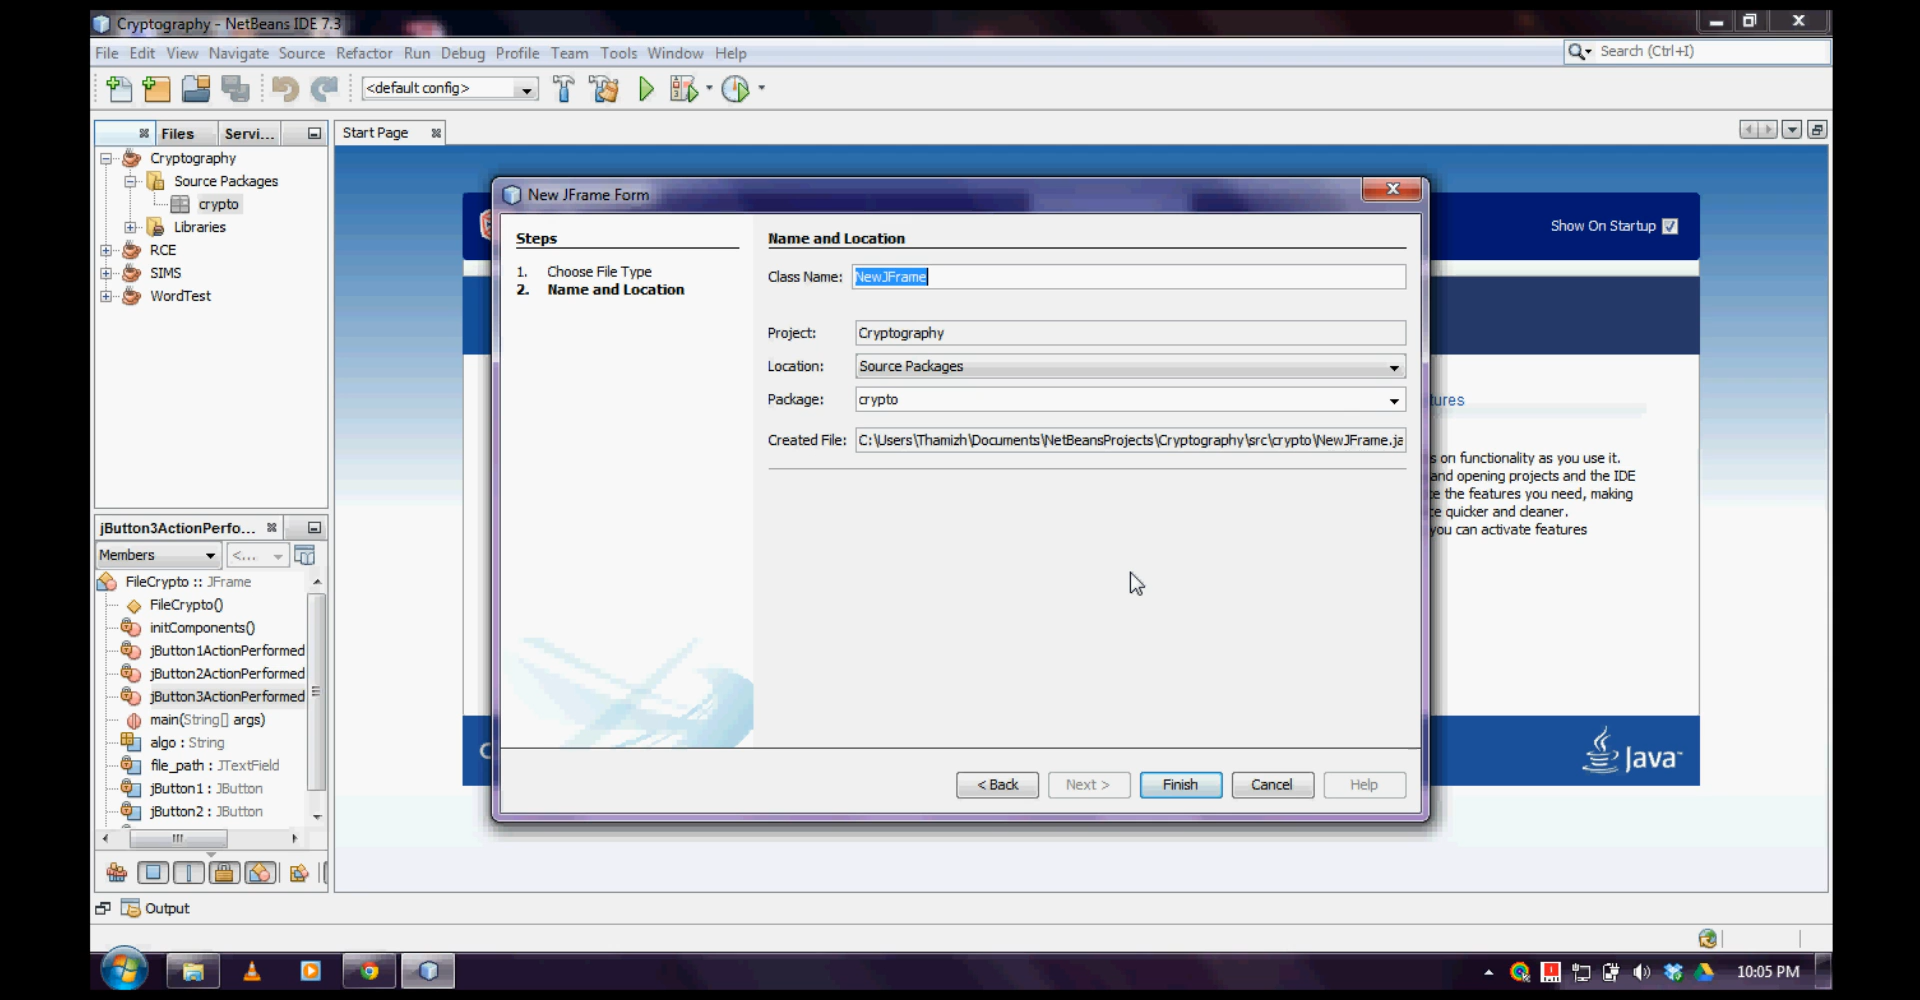 Cryptography - NetBeans IDE 7.3
File Edit View Navigate Source Refactor Run Debug Profile Team Tools Window Help
Search (Ctrl+I)
<default config>
Files
Servi...
Start Page
Cryptography
Source Packages
crypto
Libraries
RCE
SIMS
WordTest
Show On Startup
New JFrame Form
Steps
1. Choose File Type
2. Name and Location
Name and Location
Class Name: NewJFrame
Project: Cryptography
Location: Source Packages
Package: crypto
Created File: C:\Users\Thamizh\Documents\NetBeansProjects\Cryptography\src\crypto\NewJFrame.ja
< Back
Next >
Finish
Cancel
Help
ures
s on functionality as you use it.
and opening projects and the IDE
the features you need, making
quicker and cleaner.
you can activate features
Java
jButton3ActionPerfo...
Members
<...
FileCrypto :: JFrame
FileCrypto()
initComponents()
jButton1ActionPerformed
jButton2ActionPerformed
jButton3ActionPerformed
main(String[] args)
algo : String
file_path : JTextField
jButton1 : JButton
jButton2 : JButton
Output
10:05 PM